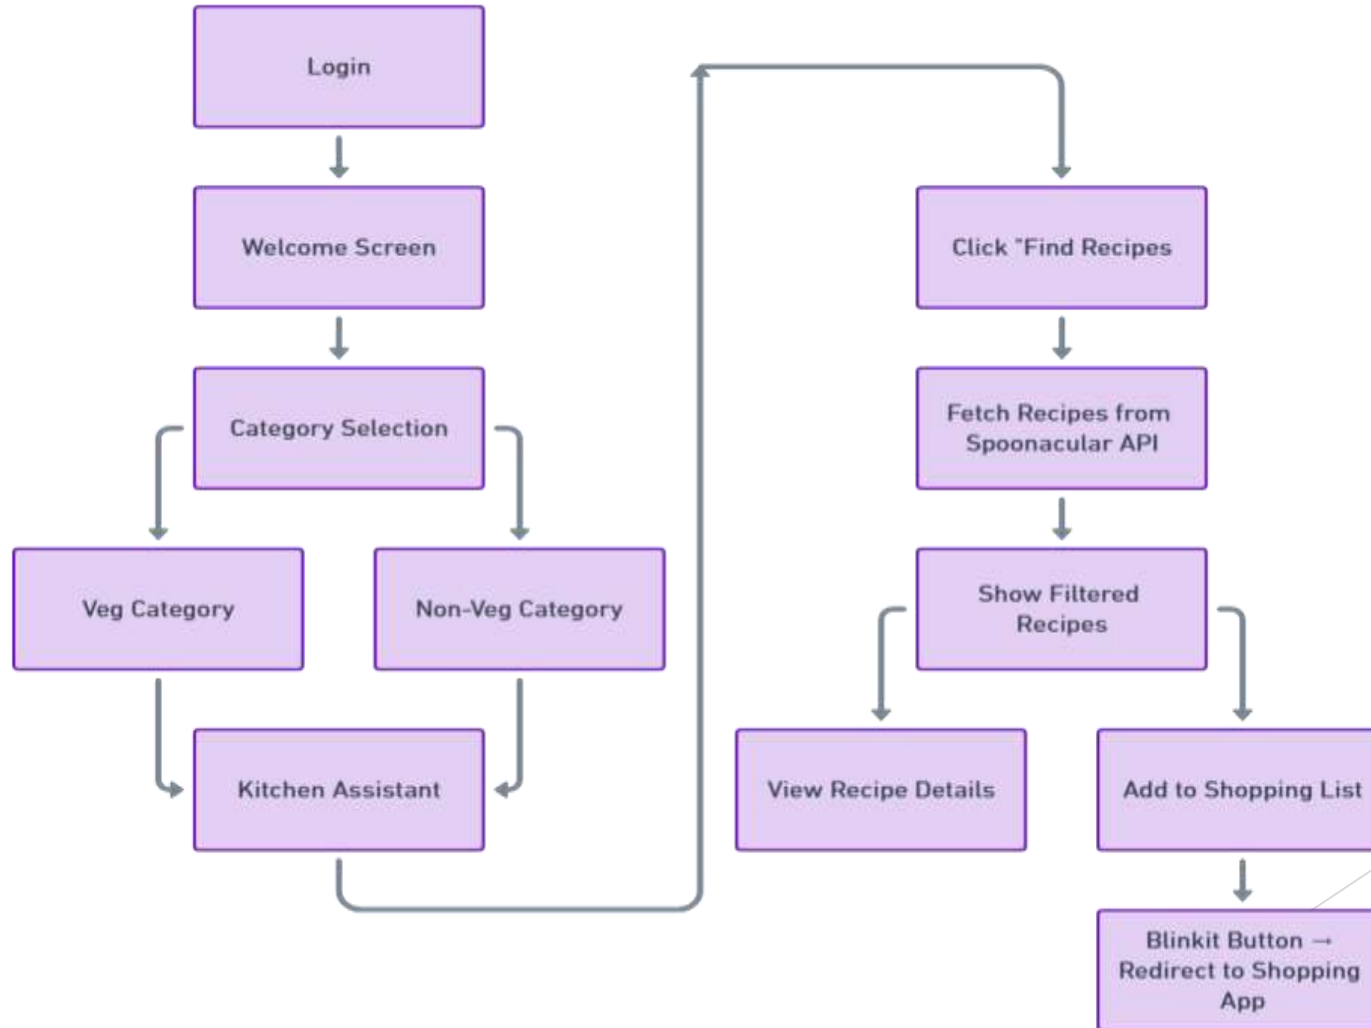 Login
Welcome Screen
Category Selection
Veg Category
Non-Veg Category
Kitchen Assistant
Click "Find Recipes
Fetch Recipes from
Spoonacular API
Show Filtered
Recipes
View Recipe Details
Add to Shopping List
Blinkit Button →
Redirect to Shopping
App